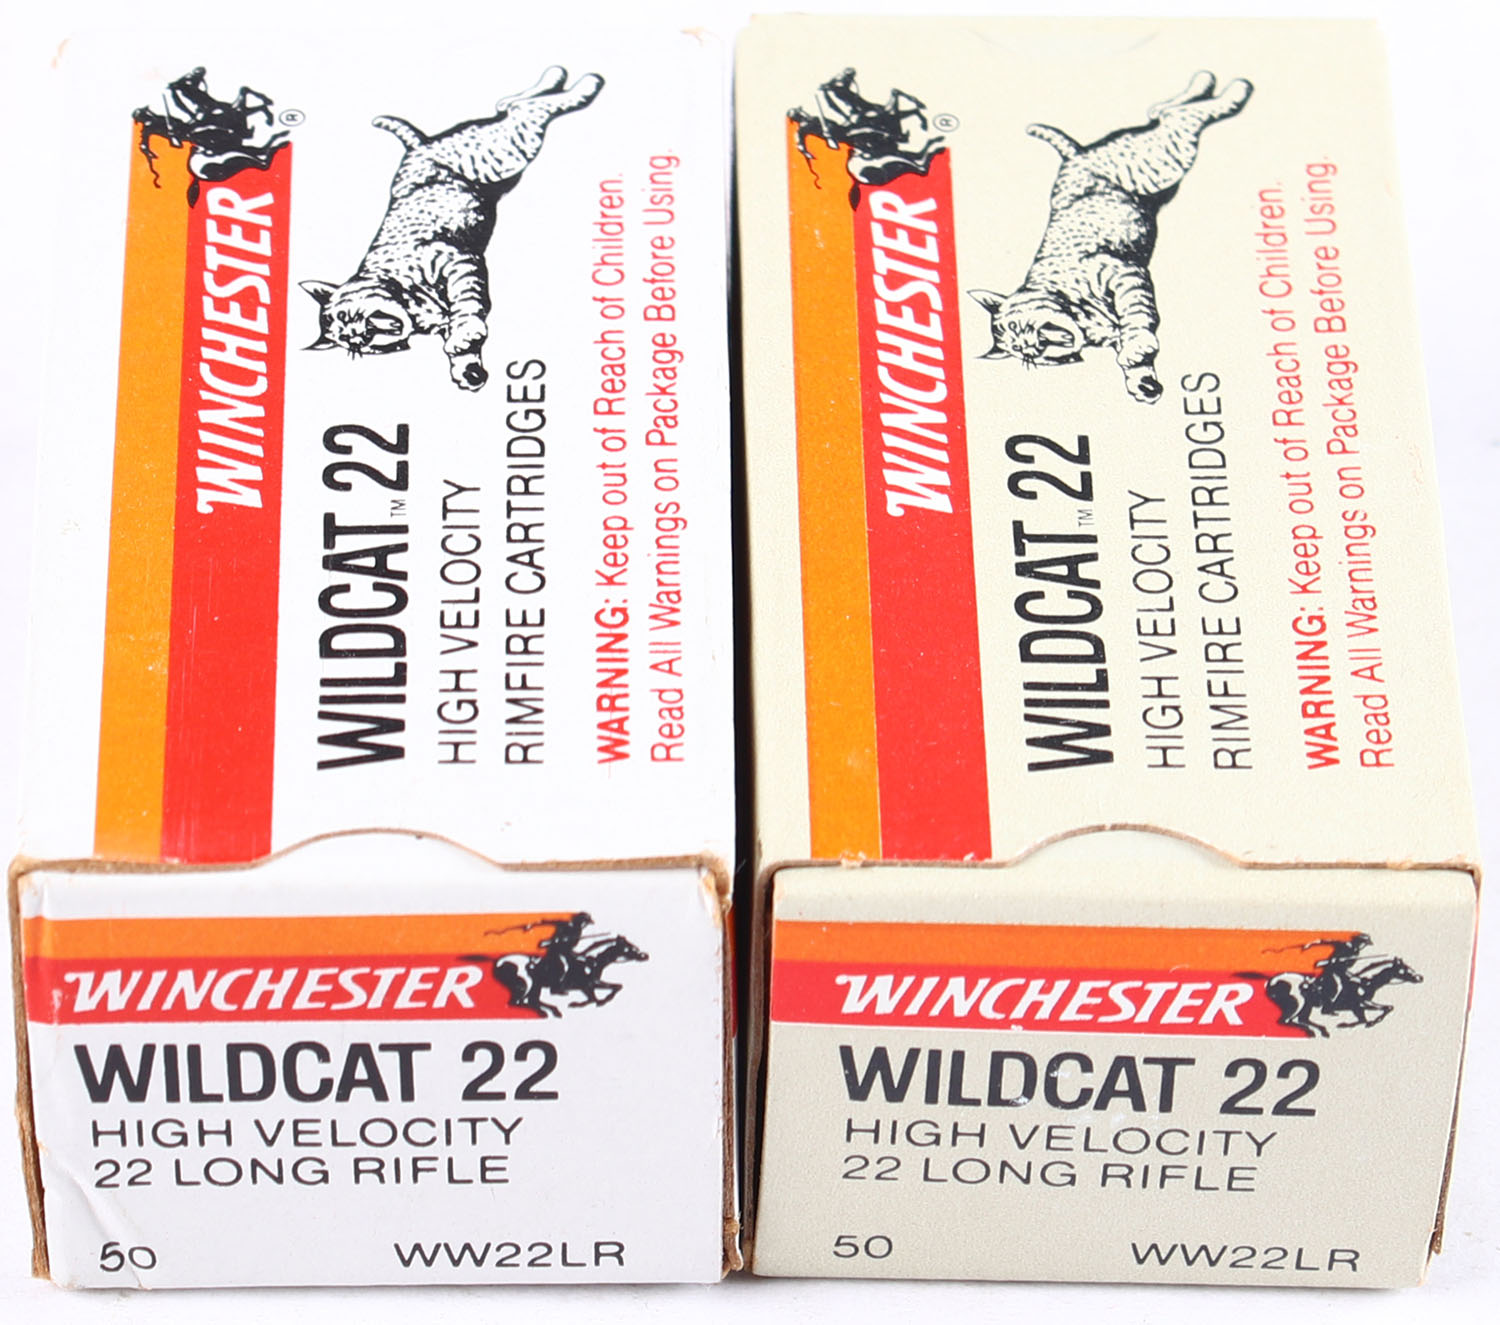 ®
WINCHESTER
WILDCAT™ 22
HIGH VELOCITY
RIMFIRE CARTRIDGES
WARNING: Keep out of Reach of Children.
Read All Warnings on Package Before Using.
WINCHESTER
WILDCAT 22
HIGH VELOCITY
22 LONG RIFLE
50 WW22LR
®
WINCHESTER
WILDCAT™ 22
HIGH VELOCITY
RIMFIRE CARTRIDGES
WARNING: Keep out of Reach of Children.
Read All Warnings on Package Before Using.
WINCHESTER
WILDCAT 22
HIGH VELOCITY
22 LONG RIFLE
50 WW22LR